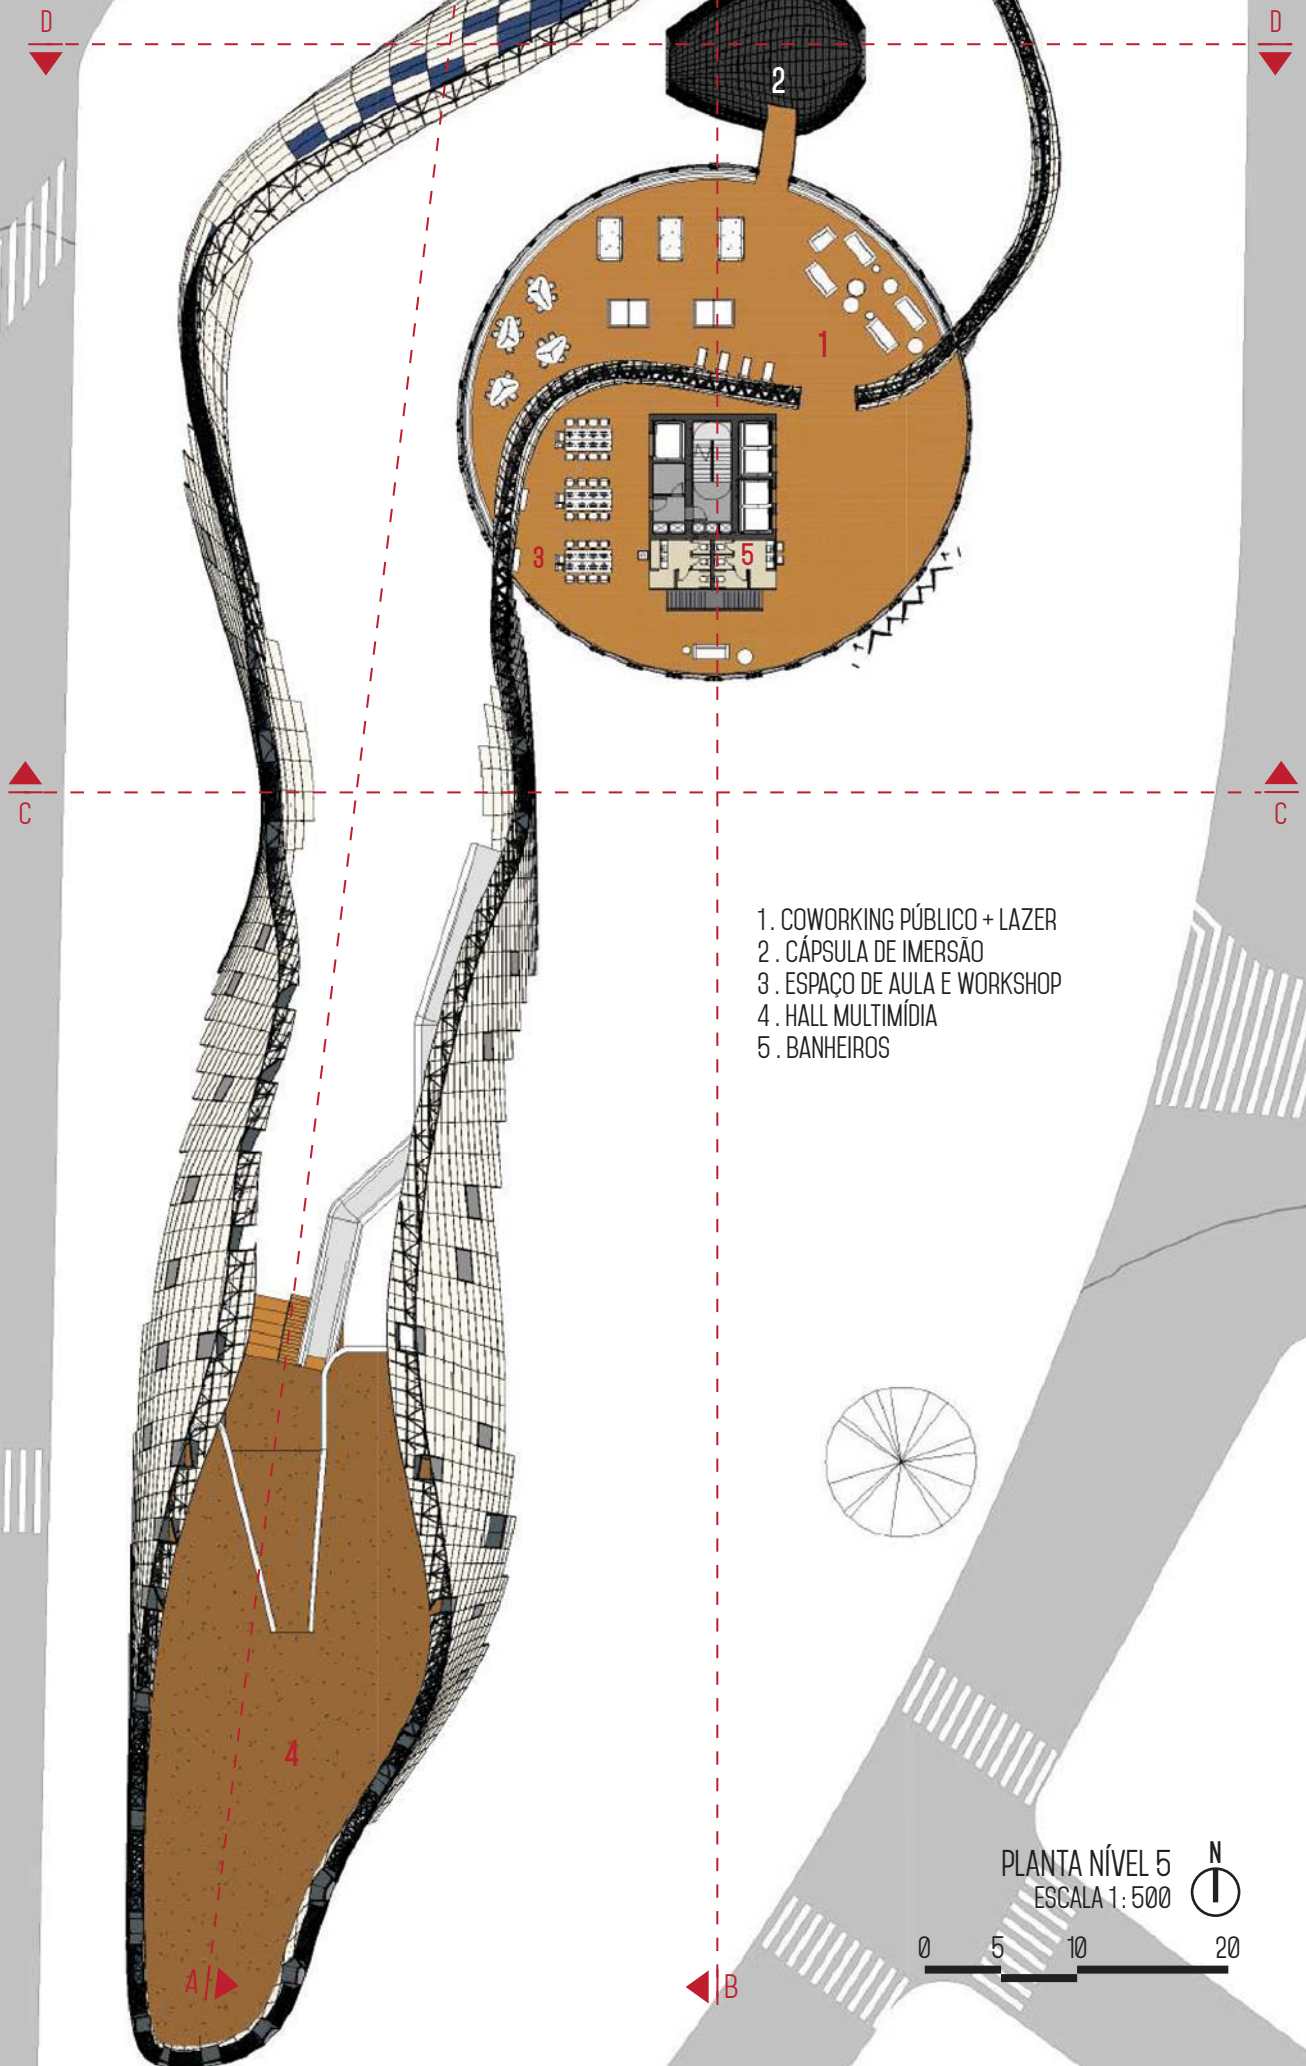 D
D
2
1
3
5
C
C
1. COWORKING PÚBLICO + LAZER
2 . CÁPSULA DE IMERSÃO
3 . ESPAÇO DE AULA E WORKSHOP
4 . HALL MULTIMÍDIA
5 . BANHEIROS
4
PLANTA NÍVEL 5
N
ESCALA 1: 500
0 5 10 20
A
B